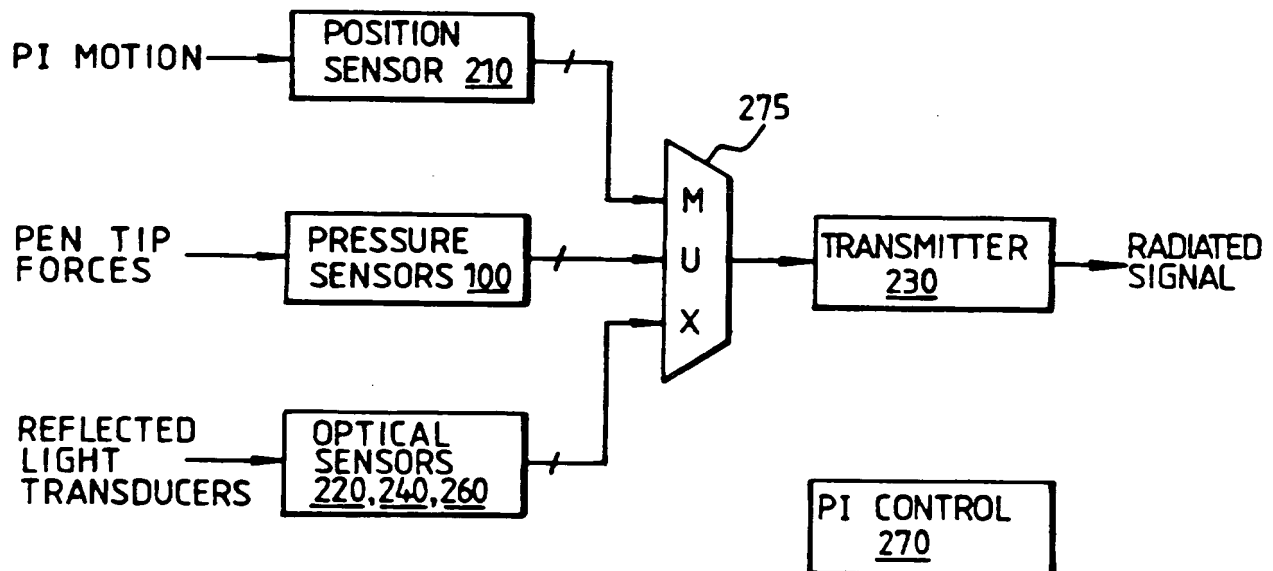 PI MOTION
POSITION
SENSOR 210
275
PEN TIP
FORCES
PRESSURE
SENSORS 100
M
U
X
TRANSMITTER
230
RADIATED
SIGNAL
REFLECTED
LIGHT
TRANSDUCERS
OPTICAL
SENSORS
220, 240, 260
PI CONTROL
270